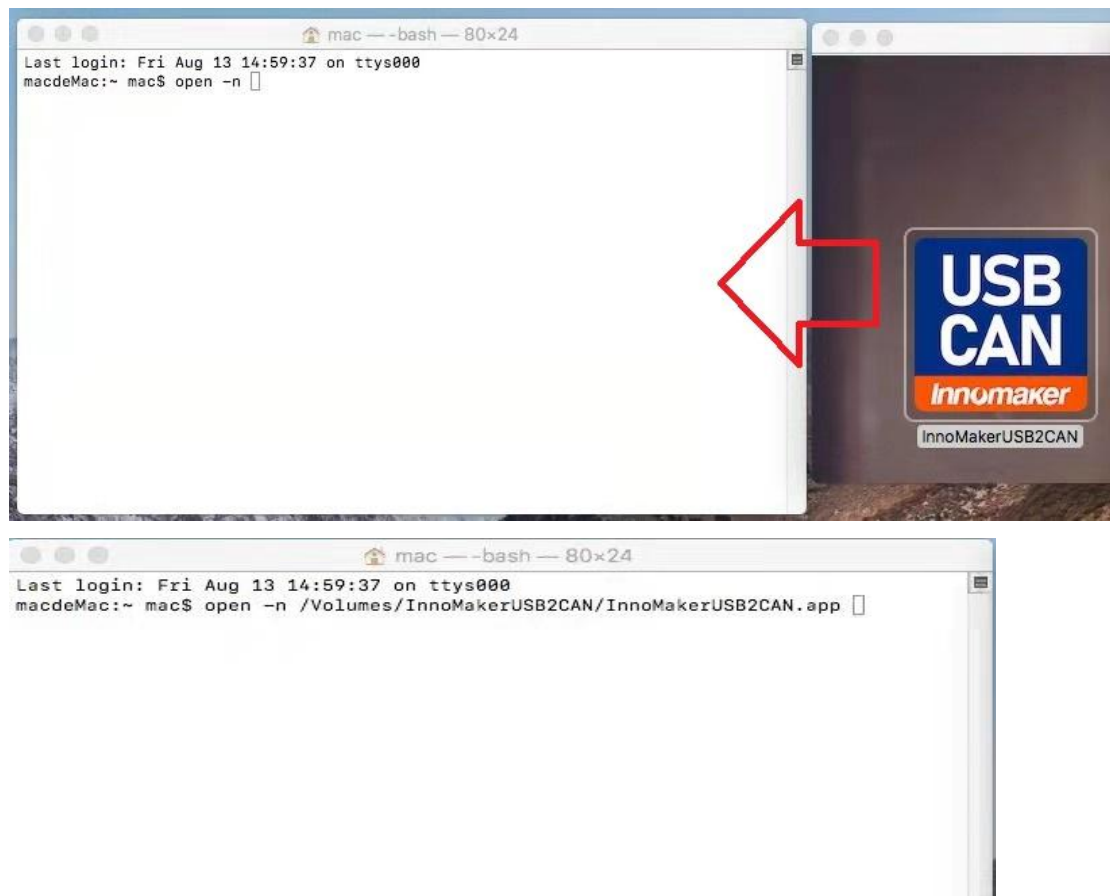 mac — -bash — 80×24
Last login: Fri Aug 13 14:59:37 on ttys000
macdeMac:~ mac$ open -n
USB
CAN
Innomaker
InnoMakerUSB2CAN
mac — -bash — 80×24
Last login: Fri Aug 13 14:59:37 on ttys000
macdeMac:~ mac$ open -n /Volumes/InnoMakerUSB2CAN/InnoMakerUSB2CAN.app